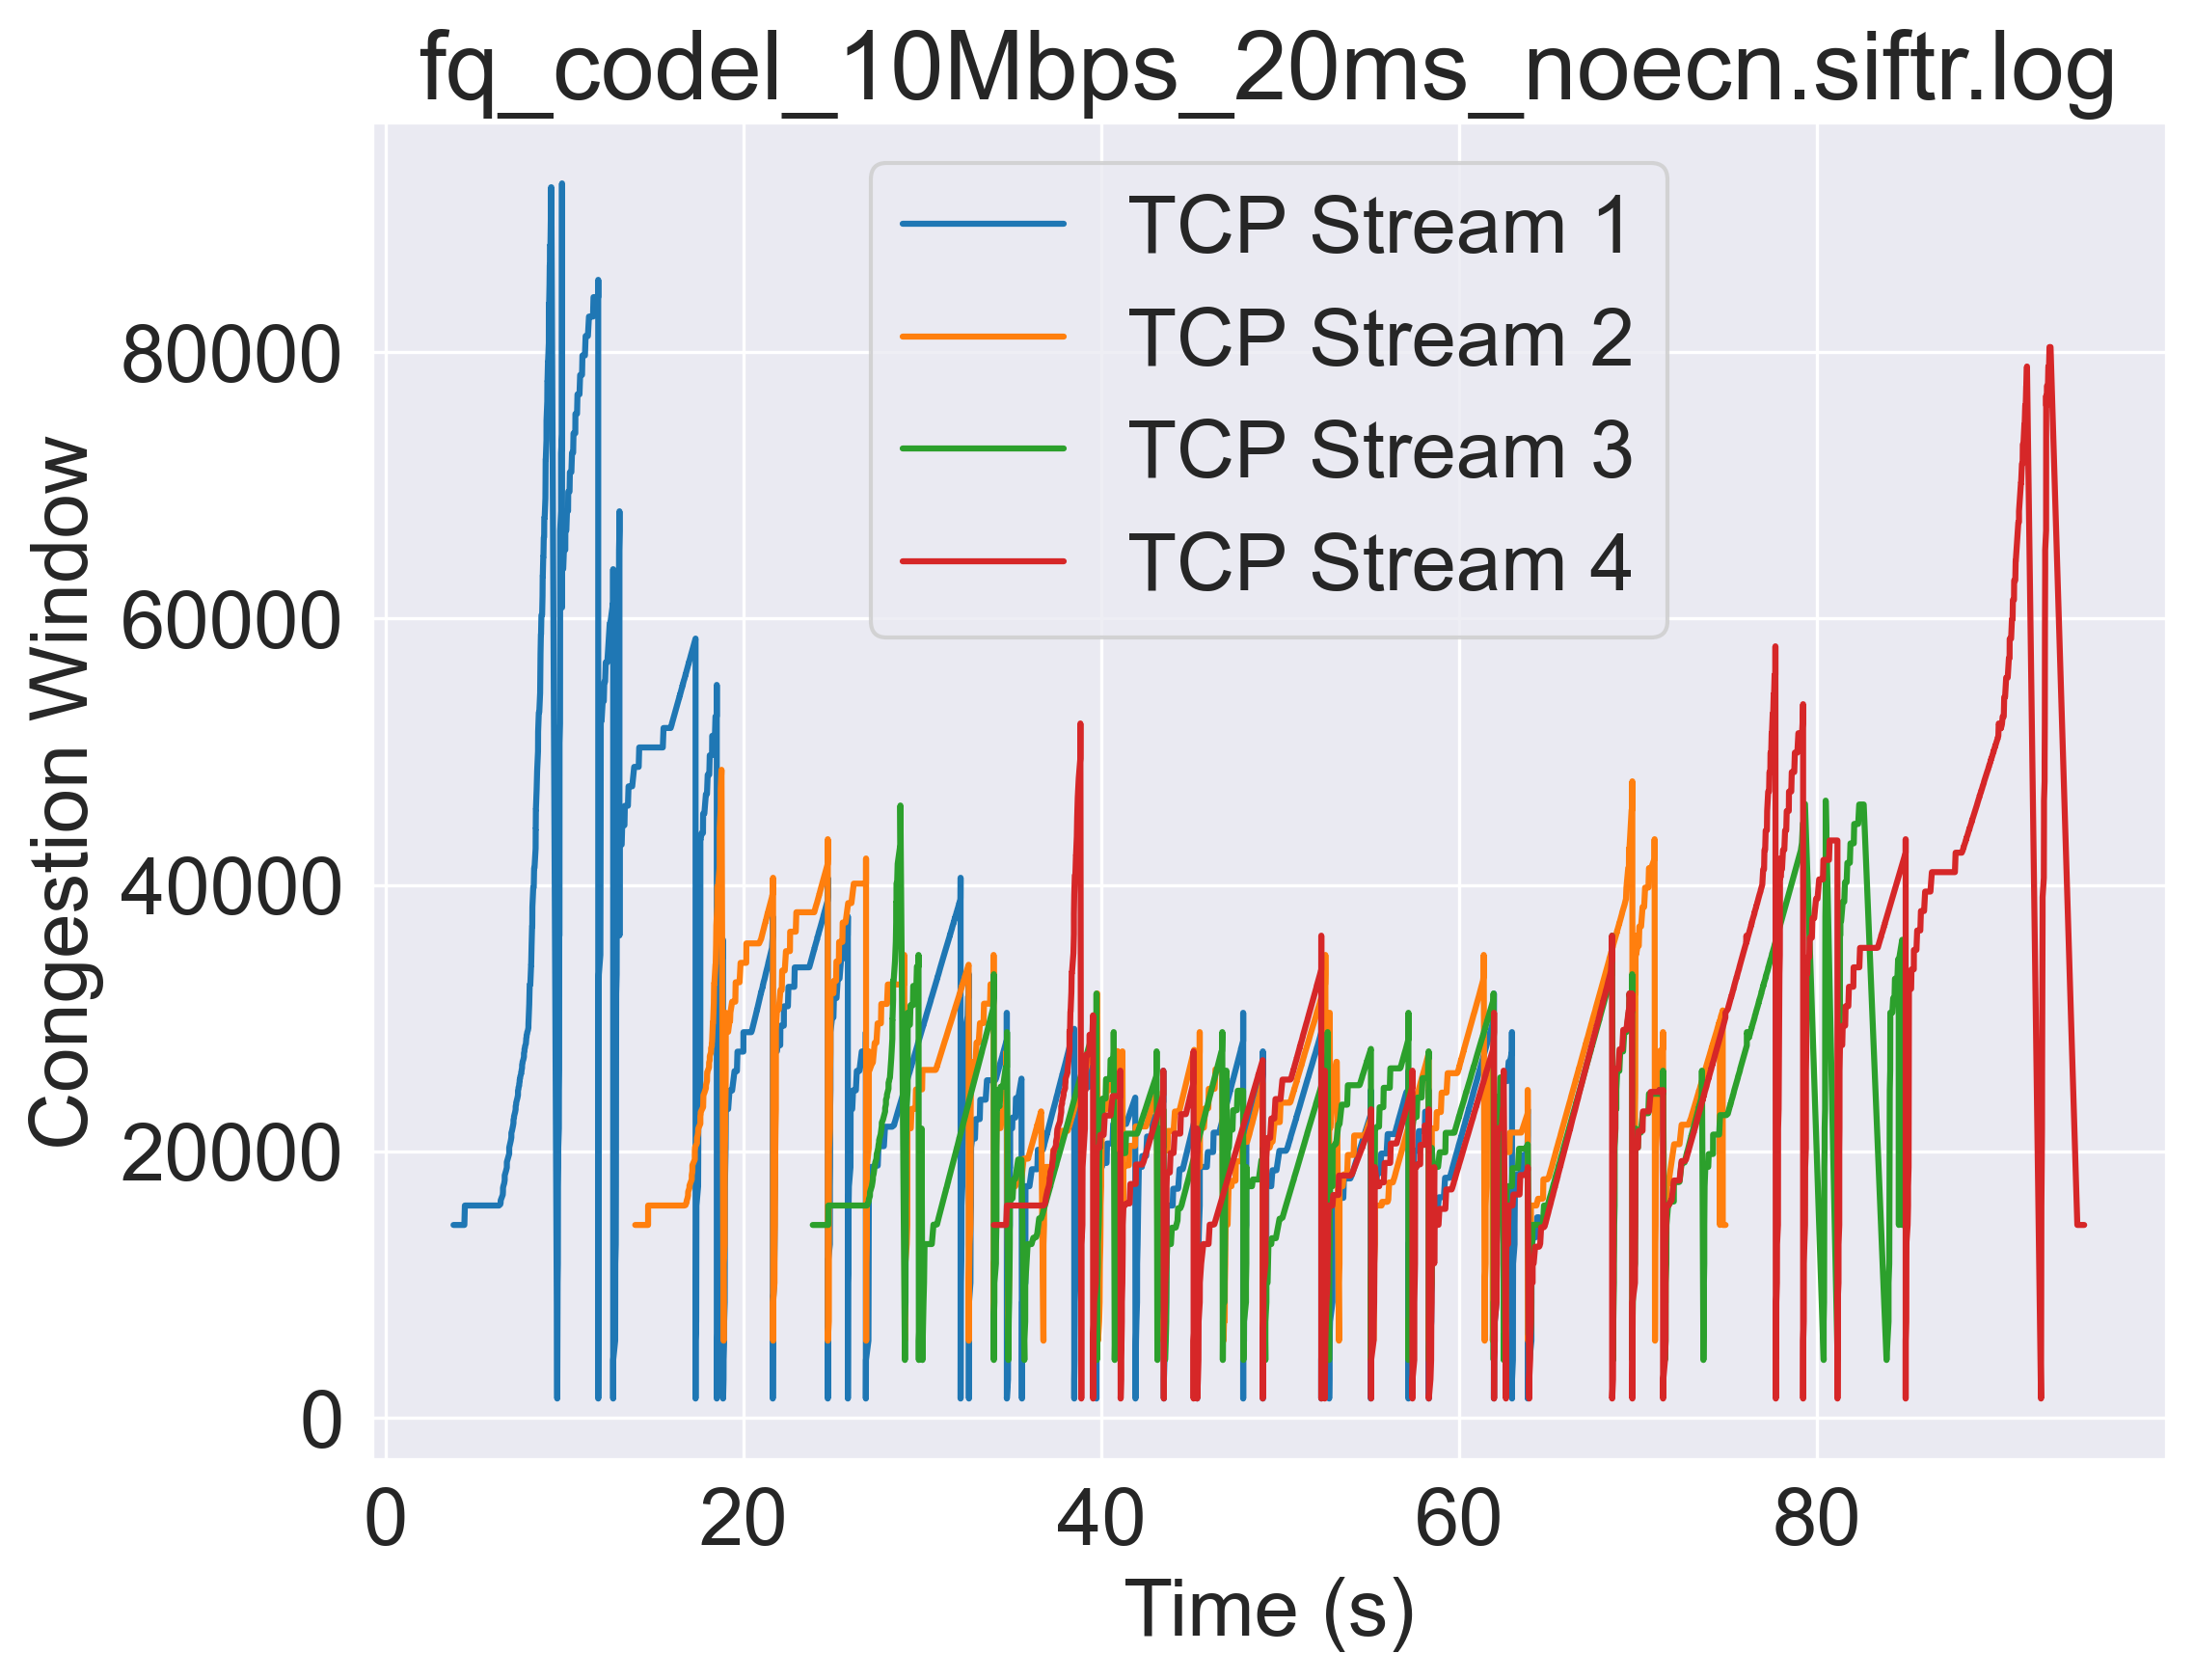 fq_codel_10Mbps_20ms_noecn.siftr.log
TCP Stream 1
TCP Stream 2
TCP Stream 3
TCP Stream 4
Congestion Window
80000
60000
40000
20000
0
0 20 40 60 80
Time (s)